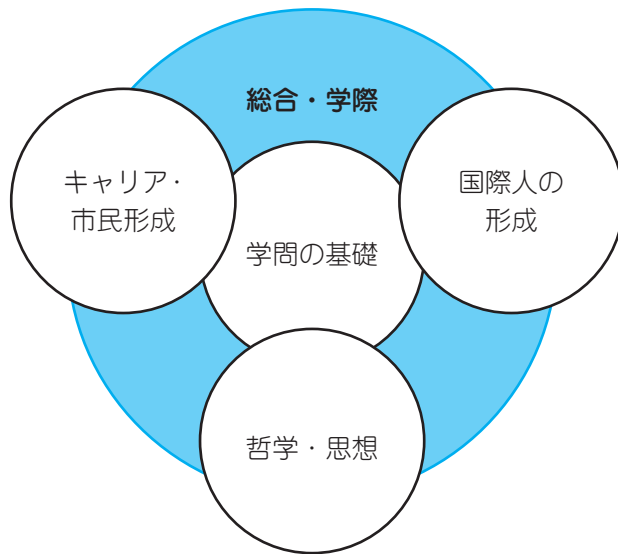 総合・学際
キャリア・
市民形成
国際人の
形成
学問の基礎
哲学・思想